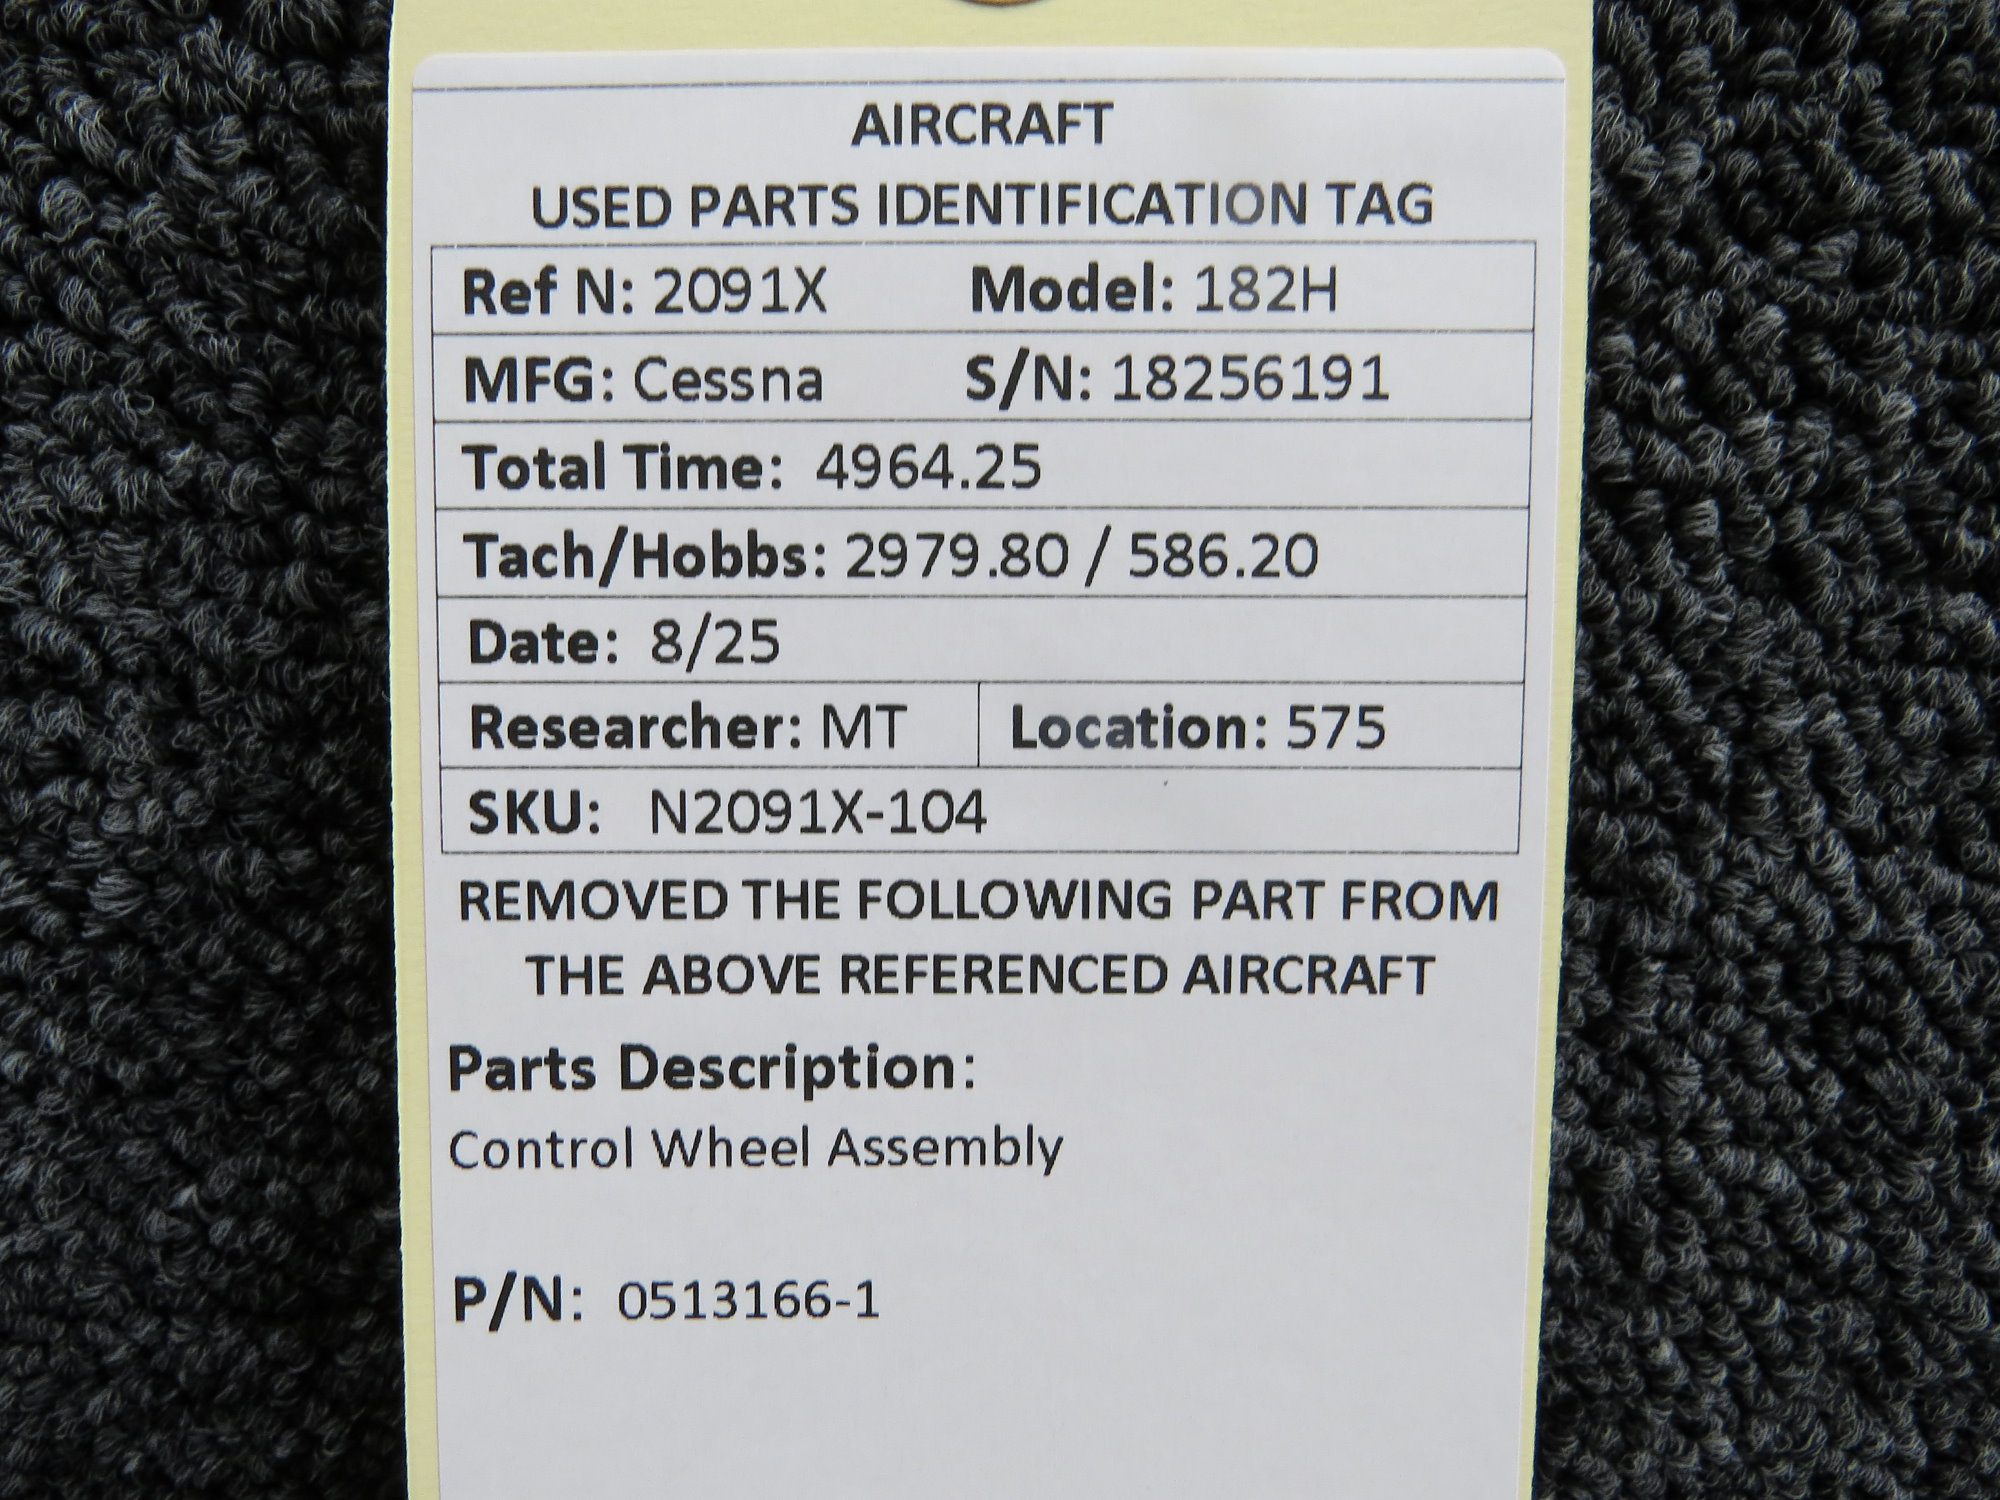 AIRCRAFT
USED PARTS IDENTIFICATION TAG
Ref N: 2091X Model: 182H
MFG: Cessna S/N: 18256191
Total Time: 4964.25
Tach/Hobbs: 2979.80 / 586.20
Date: 8/25
Researcher: MT Location: 575
SKU: N2091X-104
REMOVED THE FOLLOWING PART FROM
THE ABOVE REFERENCED AIRCRAFT
Parts Description:
Control Wheel Assembly
P/N: 0513166-1